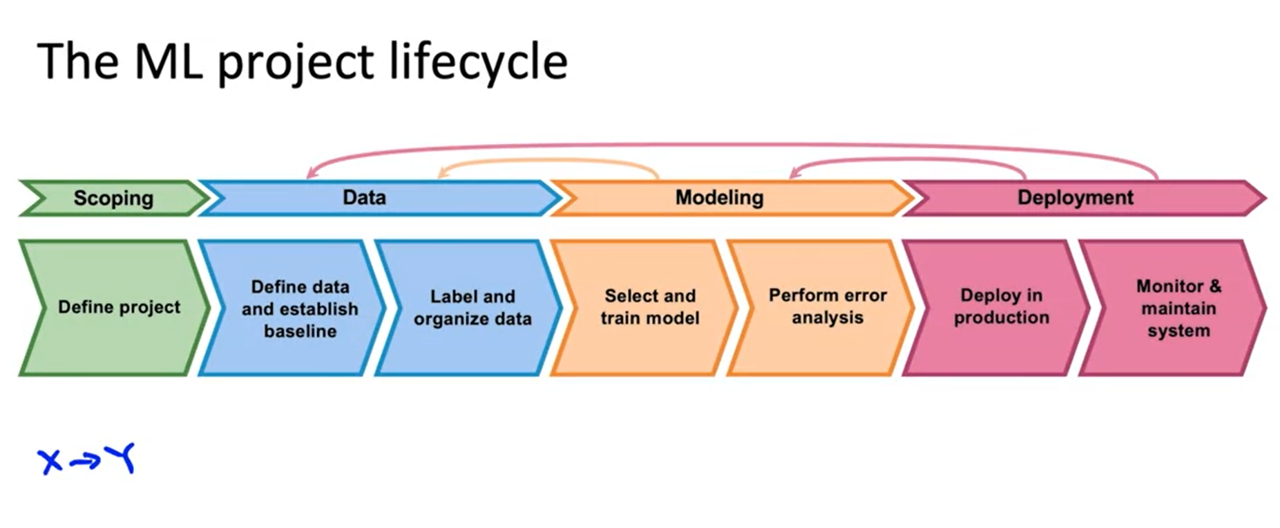 The ML project lifecycle
Scoping
Data
Modeling
Deployment
Define project
Define data
and establish
baseline
Label and
organize data
Select and
train model
Perform error
analysis
Deploy in
production
Monitor &
maintain
system
X→Y